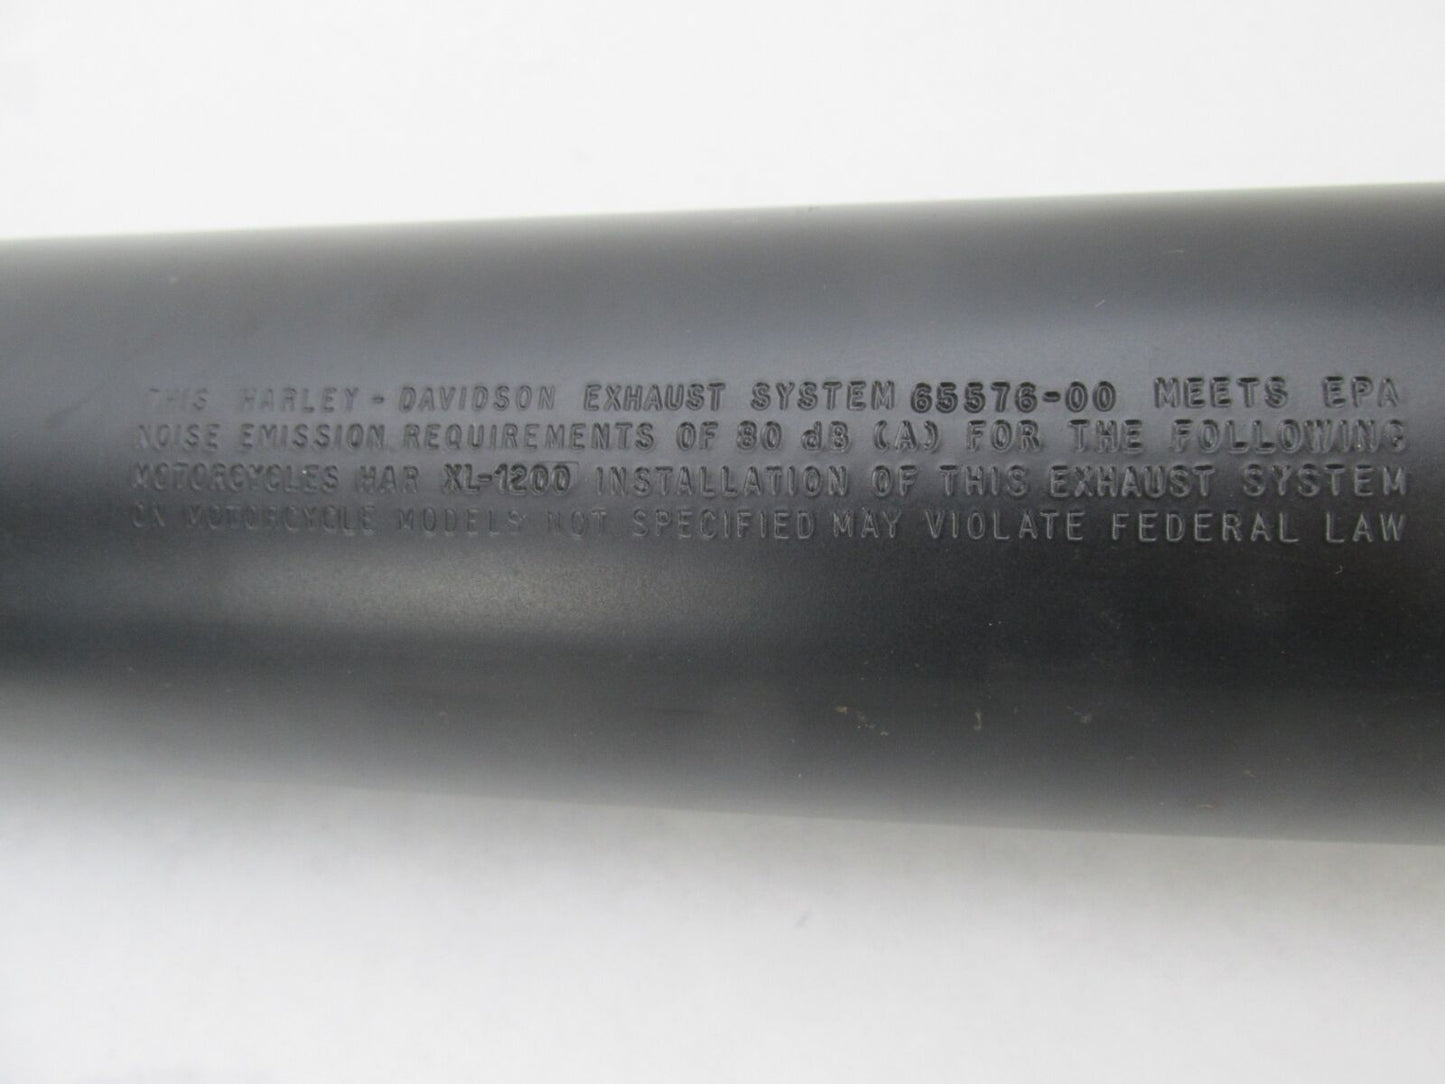 THIS HARLEY-DAVIDSON EXHAUST SYSTEM 65576-00 MEETS EPA
NOISE EMISSION REQUIREMENTS OF 80 dB (A) FOR THE FOLLOWING
MOTORCYCLES HAR XL-1200 INSTALLATION OF THIS EXHAUST SYSTEM
ON MOTORCYCLE MODELS NOT SPECIFIED MAY VIOLATE FEDERAL LAW